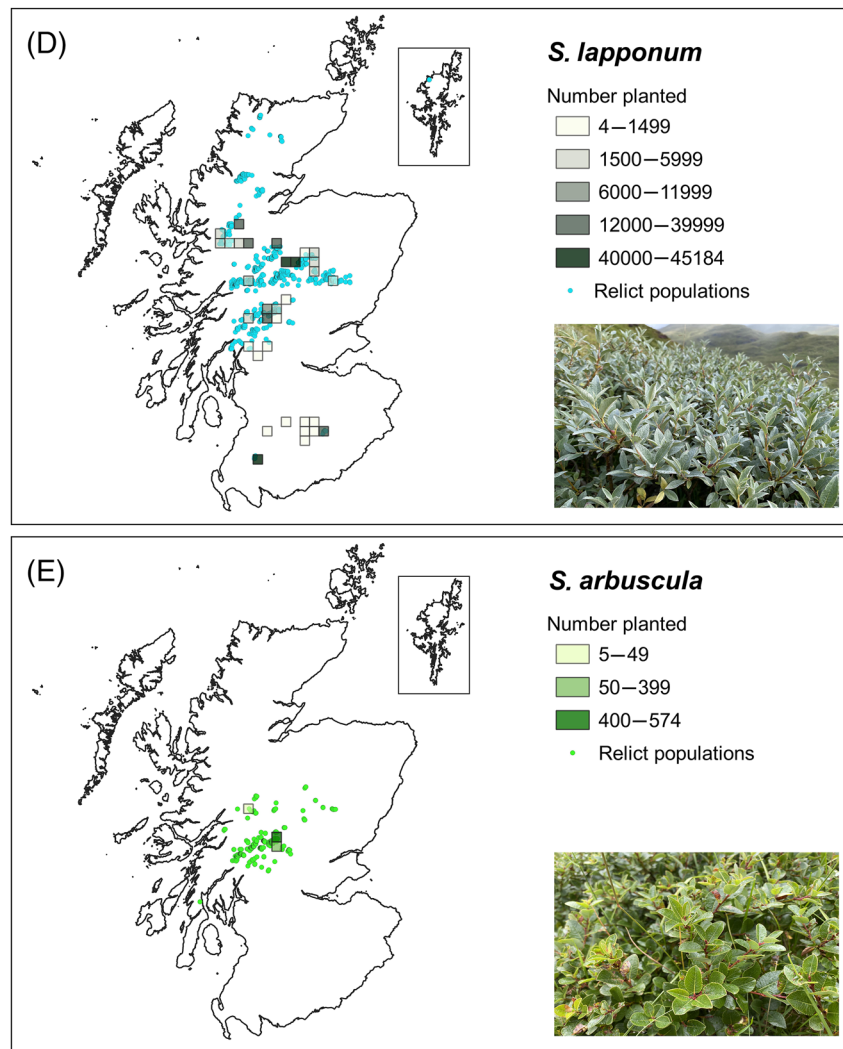 (D)
S. lapponum
Number planted
4—1499
1500—5999
6000—11999
12000—39999
40000—45184
Relict populations
(E)
S. arbuscula
Number planted
5—49
50—399
400—574
Relict populations